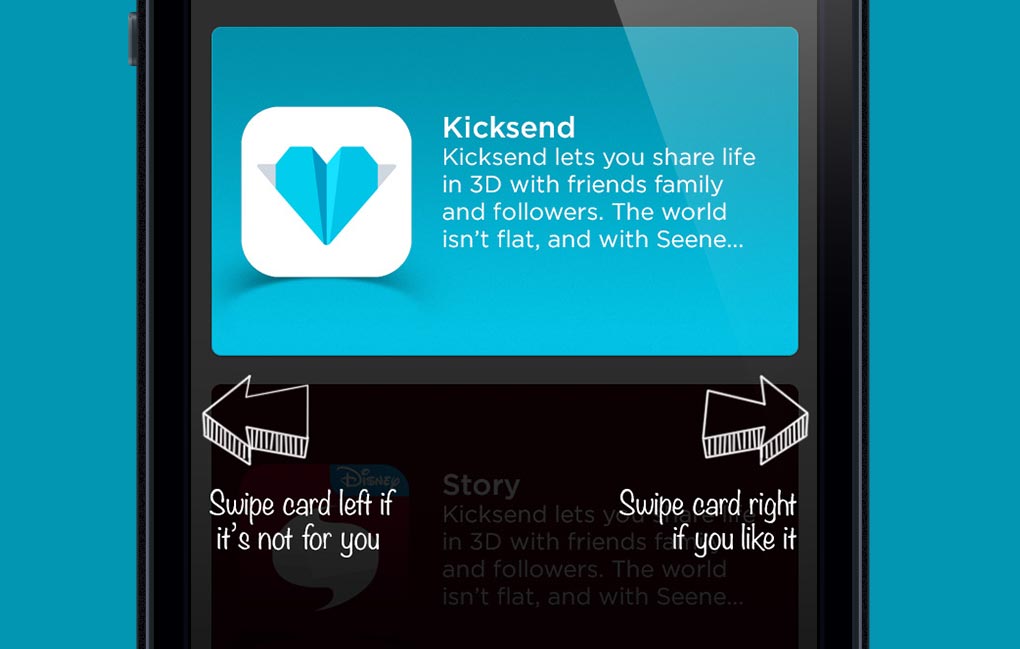 Kicksend
Kicksend lets you share life
in 3D with friends family
and followers. The world
isn't flat, and with Seene...
Disney
Story
Swipe card left if
it's not for you
Swipe card right
if you like it
Kicksend lets you share life
in 3D with friends family
and followers. The world
isn't flat, and with Seene...